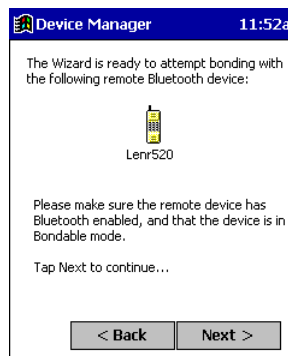 Device Manager 11:52a
The Wizard is ready to attempt bonding with
the following remote Bluetooth device:
Lenr520
Please make sure the remote device has
Bluetooth enabled, and that the device is in
Bondable mode.
Tap Next to continue...
< Back Next >